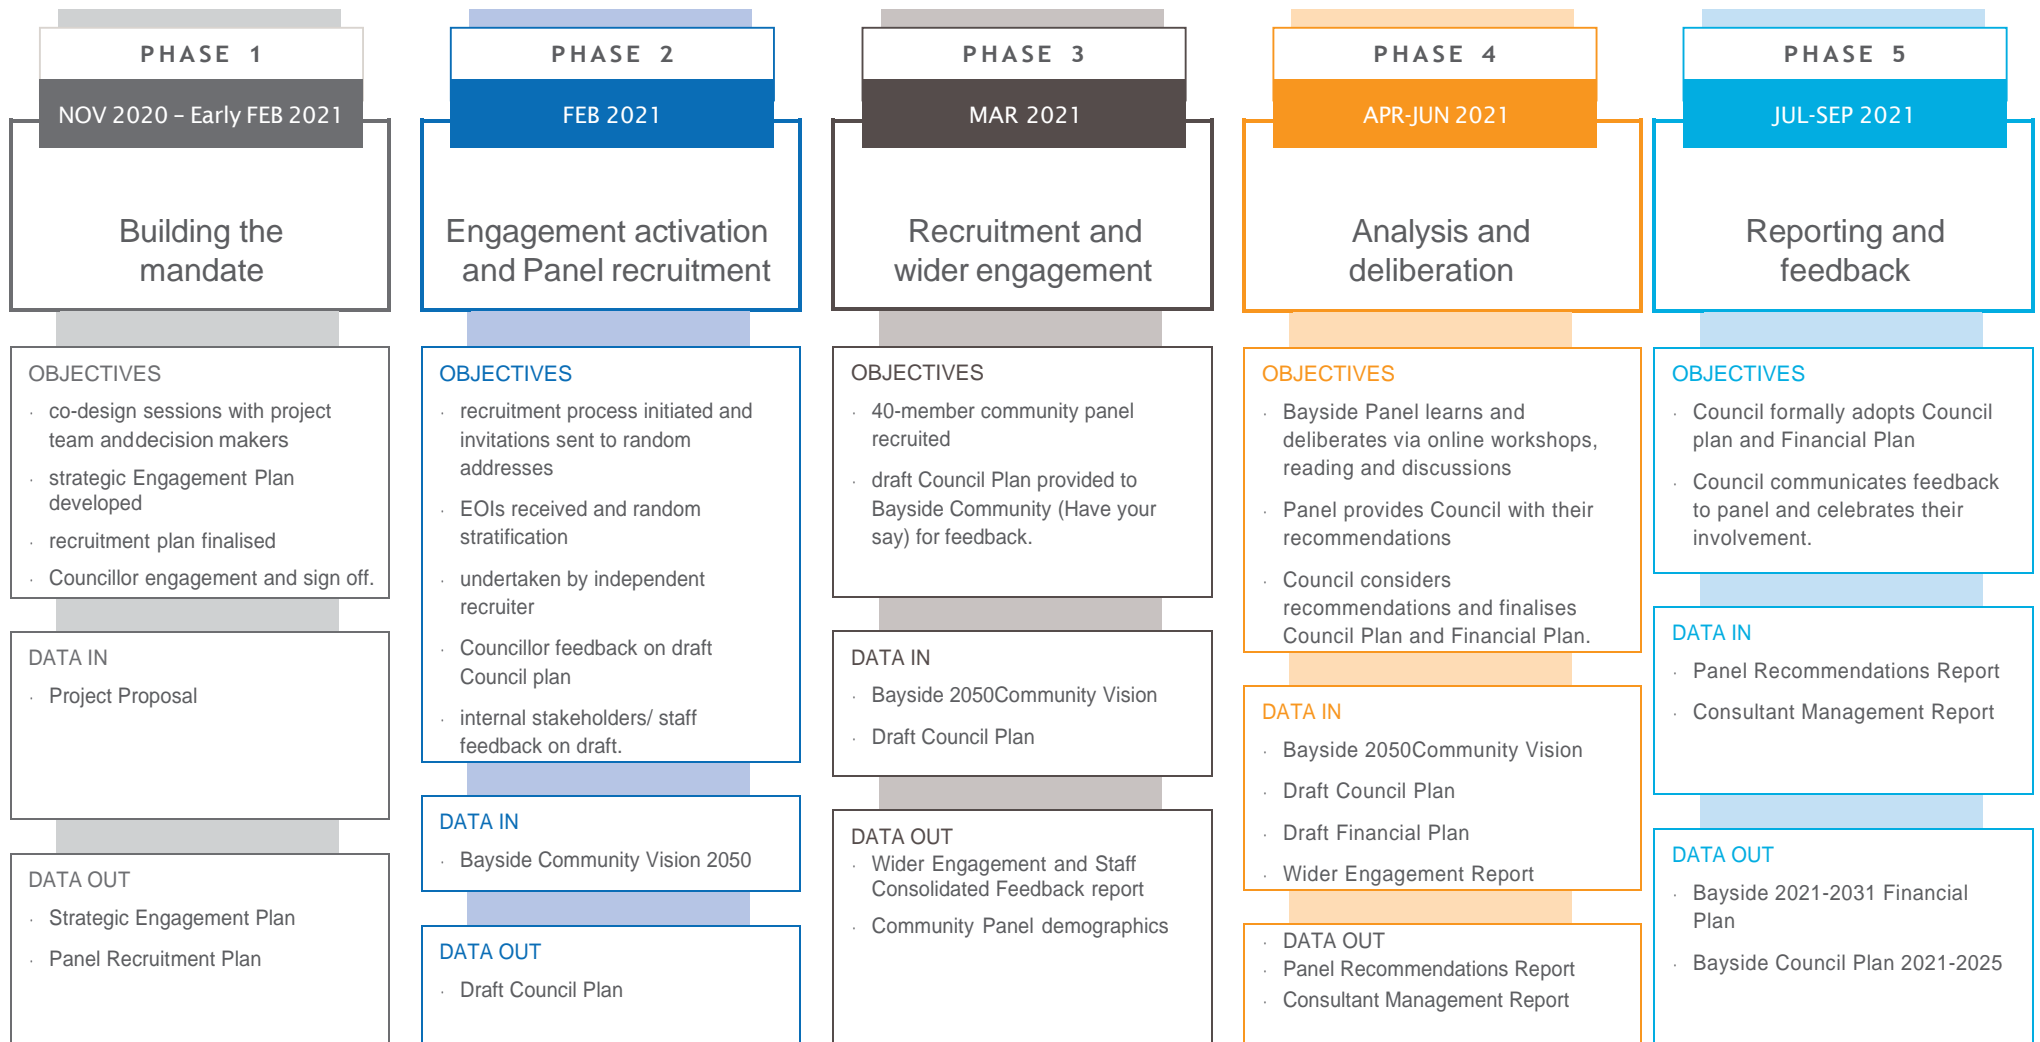 PHASE 1
NOV 2020 – Early FEB 2021
Building the
mandate
OBJECTIVES
· co-design sessions with project
team anddecision makers
· strategic Engagement Plan
developed
· recruitment plan finalised
· Councillor engagement and sign off.
DATA IN
· Project Proposal
DATA OUT
· Strategic Engagement Plan
· Panel Recruitment Plan
PHASE 2
FEB 2021
Engagement activation
and Panel recruitment
OBJECTIVES
· recruitment process initiated and
invitations sent to random
addresses
· EOIs received and random
stratification
· undertaken by independent
recruiter
· Councillor feedback on draft
Council plan
· internal stakeholders/ staff
feedback on draft.
DATA IN
· Bayside Community Vision 2050
DATA OUT
· Draft Council Plan
PHASE 3
MAR 2021
Recruitment and
wider engagement
OBJECTIVES
· 40-member community panel
recruited
· draft Council Plan provided to
Bayside Community (Have your
say) for feedback.
DATA IN
· Bayside 2050Community Vision
· Draft Council Plan
DATA OUT
· Wider Engagement and Staff
Consolidated Feedback report
· Community Panel demographics
PHASE 4
APR-JUN 2021
Analysis and
deliberation
OBJECTIVES
· Bayside Panel learns and
deliberates via online workshops,
reading and discussions
· Panel provides Council with their
recommendations
· Council considers
recommendations and finalises
Council Plan and Financial Plan.
DATA IN
· Bayside 2050Community Vision
· Draft Council Plan
· Draft Financial Plan
· Wider Engagement Report
· DATA OUT
· Panel Recommendations Report
· Consultant Management Report
PHASE 5
JUL-SEP 2021
Reporting and
feedback
OBJECTIVES
· Council formally adopts Council
plan and Financial Plan
· Council communicates feedback
to panel and celebrates their
involvement.
DATA IN
· Panel Recommendations Report
· Consultant Management Report
DATA OUT
· Bayside 2021-2031 Financial
Plan
· Bayside Council Plan 2021-2025